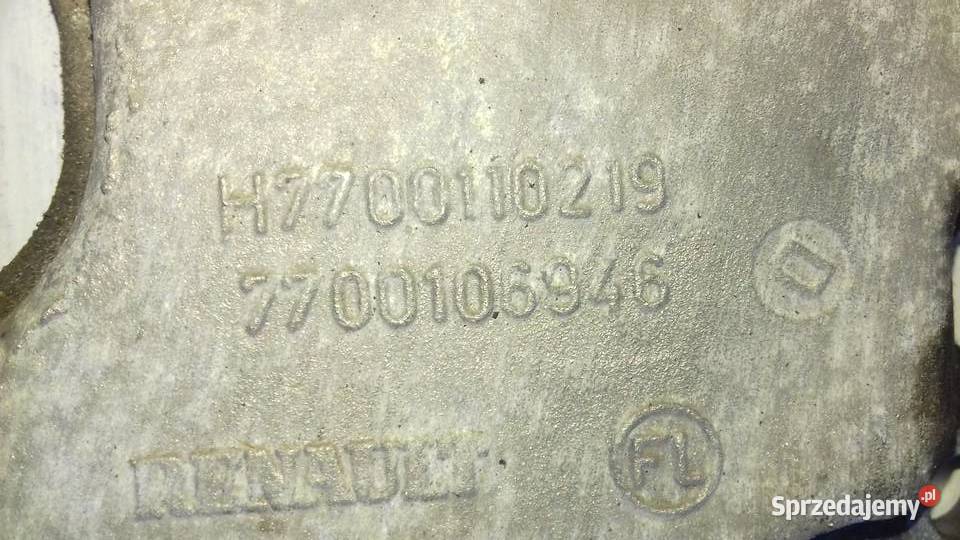 H7700110219
7700106946
RENAULT
FL
Sprzedajemy.pl